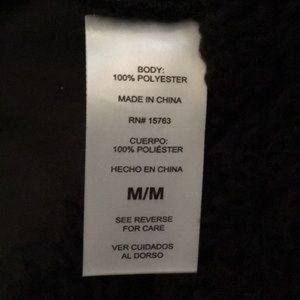 BODY:
100% POLYESTER
MADE IN CHINA
RN# 15763
CUERPO:
100% POLIÉSTER
HECHO EN CHINA
M/M
SEE REVERSE
FOR CARE
VER CUIDADOS
AL DORSO